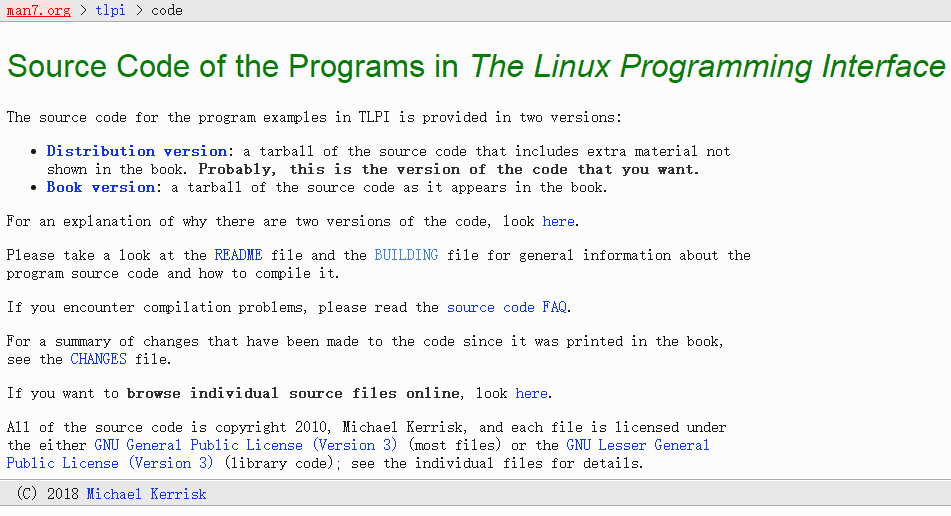 man7.org > tlpi > code
Source Code of the Programs in The Linux Programming Interface
The source code for the program examples in TLPI is provided in two versions:
• Distribution version: a tarball of the source code that includes extra material not
shown in the book. Probably, this is the version of the code that you want.
• Book version: a tarball of the source code as it appears in the book.
For an explanation of why there are two versions of the code, look here.
Please take a look at the README file and the BUILDING file for general information about the
program source code and how to compile it.
If you encounter compilation problems, please read the source code FAQ.
For a summary of changes that have been made to the code since it was printed in the book,
see the CHANGES file.
If you want to browse individual source files online, look here.
All of the source code is copyright 2010, Michael Kerrisk, and each file is licensed under
the either GNU General Public License (Version 3) (most files) or the GNU Lesser General
Public License (Version 3) (library code); see the individual files for details.
(C) 2018 Michael Kerrisk